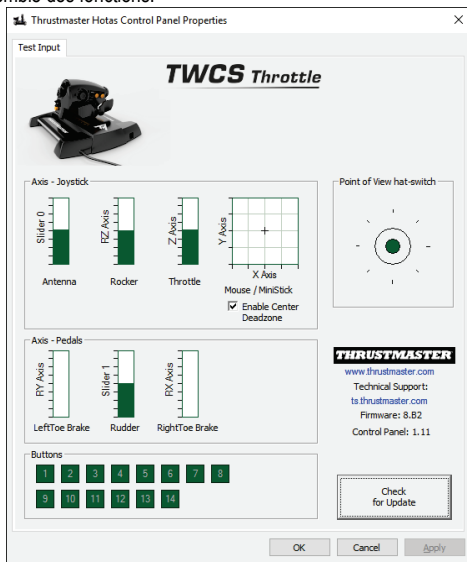 Thrustmaster Hotas Control Panel Properties
Test Input
TWCS Throttle
Axis - Joystick
Slider 0
RZ Axis
Z Axis
Y Axis
X Axis
Antenna
Rocker
Throttle
Mouse / MiniStick
Enable Center
Deadzone
Point of View hat-switch
Axis - Pedals
RY Axis
Slider 1
RX Axis
LeftToe Brake
Rudder
RightToe Brake
THRUSTMASTER
www.thrustmaster.com
Technical Support:
ts.thrustmaster.com
Firmware: 8.B2
Control Panel: 1.11
Buttons
1 2 3 4 5 6 7 8
9 10 11 12 13 14
Check
for Update
OK Cancel Apply